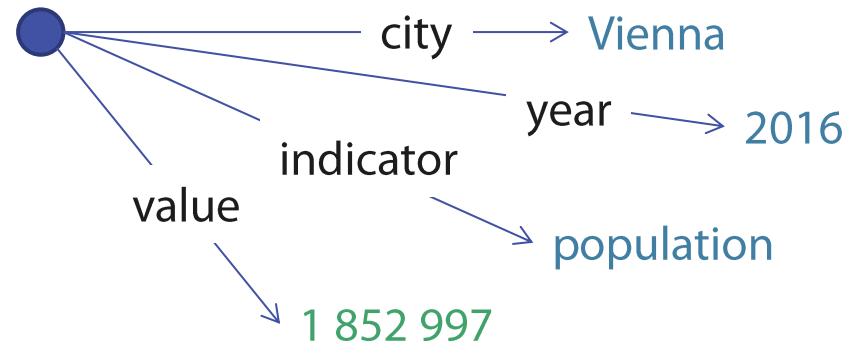 city
Vienna
year
2016
indicator
population
value
1 852 997